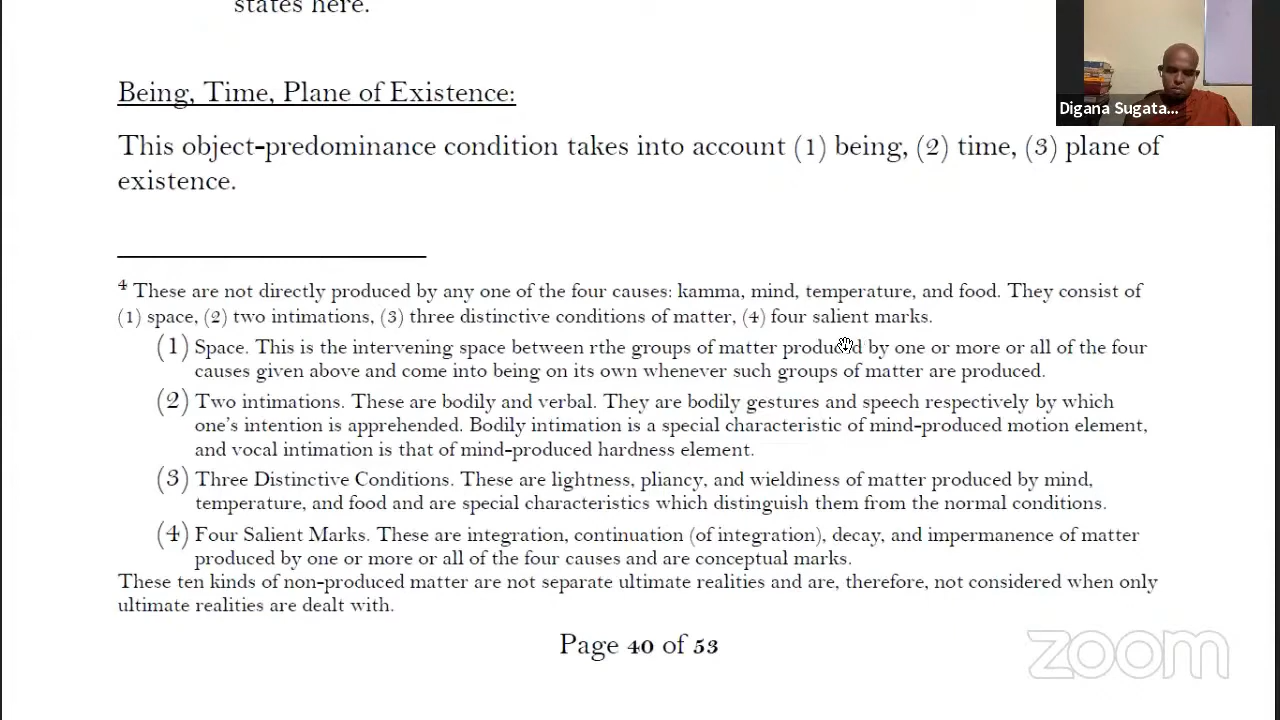 states here.
Digana Sugata...
Being, Time, Plane of Existence:
This object-predominance condition takes into account (1) being, (2) time, (3) plane of
existence.
4 These are not directly produced by any one of the four causes: kamma, mind, temperature, and food. They consist of
(1) space, (2) two intimations, (3) three distinctive conditions of matter, (4) four salient marks.
(1) Space. This is the intervening space between rthe groups of matter produced by one or more or all of the four
causes given above and come into being on its own whenever such groups of matter are produced.
(2) Two intimations. These are bodily and verbal. They are bodily gestures and speech respectively by which
one's intention is apprehended. Bodily intimation is a special characteristic of mind-produced motion element,
and vocal intimation is that of mind-produced hardness element.
(3) Three Distinctive Conditions. These are lightness, pliancy, and wieldiness of matter produced by mind,
temperature, and food and are special characteristics which distinguish them from the normal conditions.
(4) Four Salient Marks. These are integration, continuation (of integration), decay, and impermanence of matter
produced by one or more or all of the four causes and are conceptual marks.
These ten kinds of non-produced matter are not separate ultimate realities and are, therefore, not considered when only
ultimate realities are dealt with.
Page 40 of 53
zoom